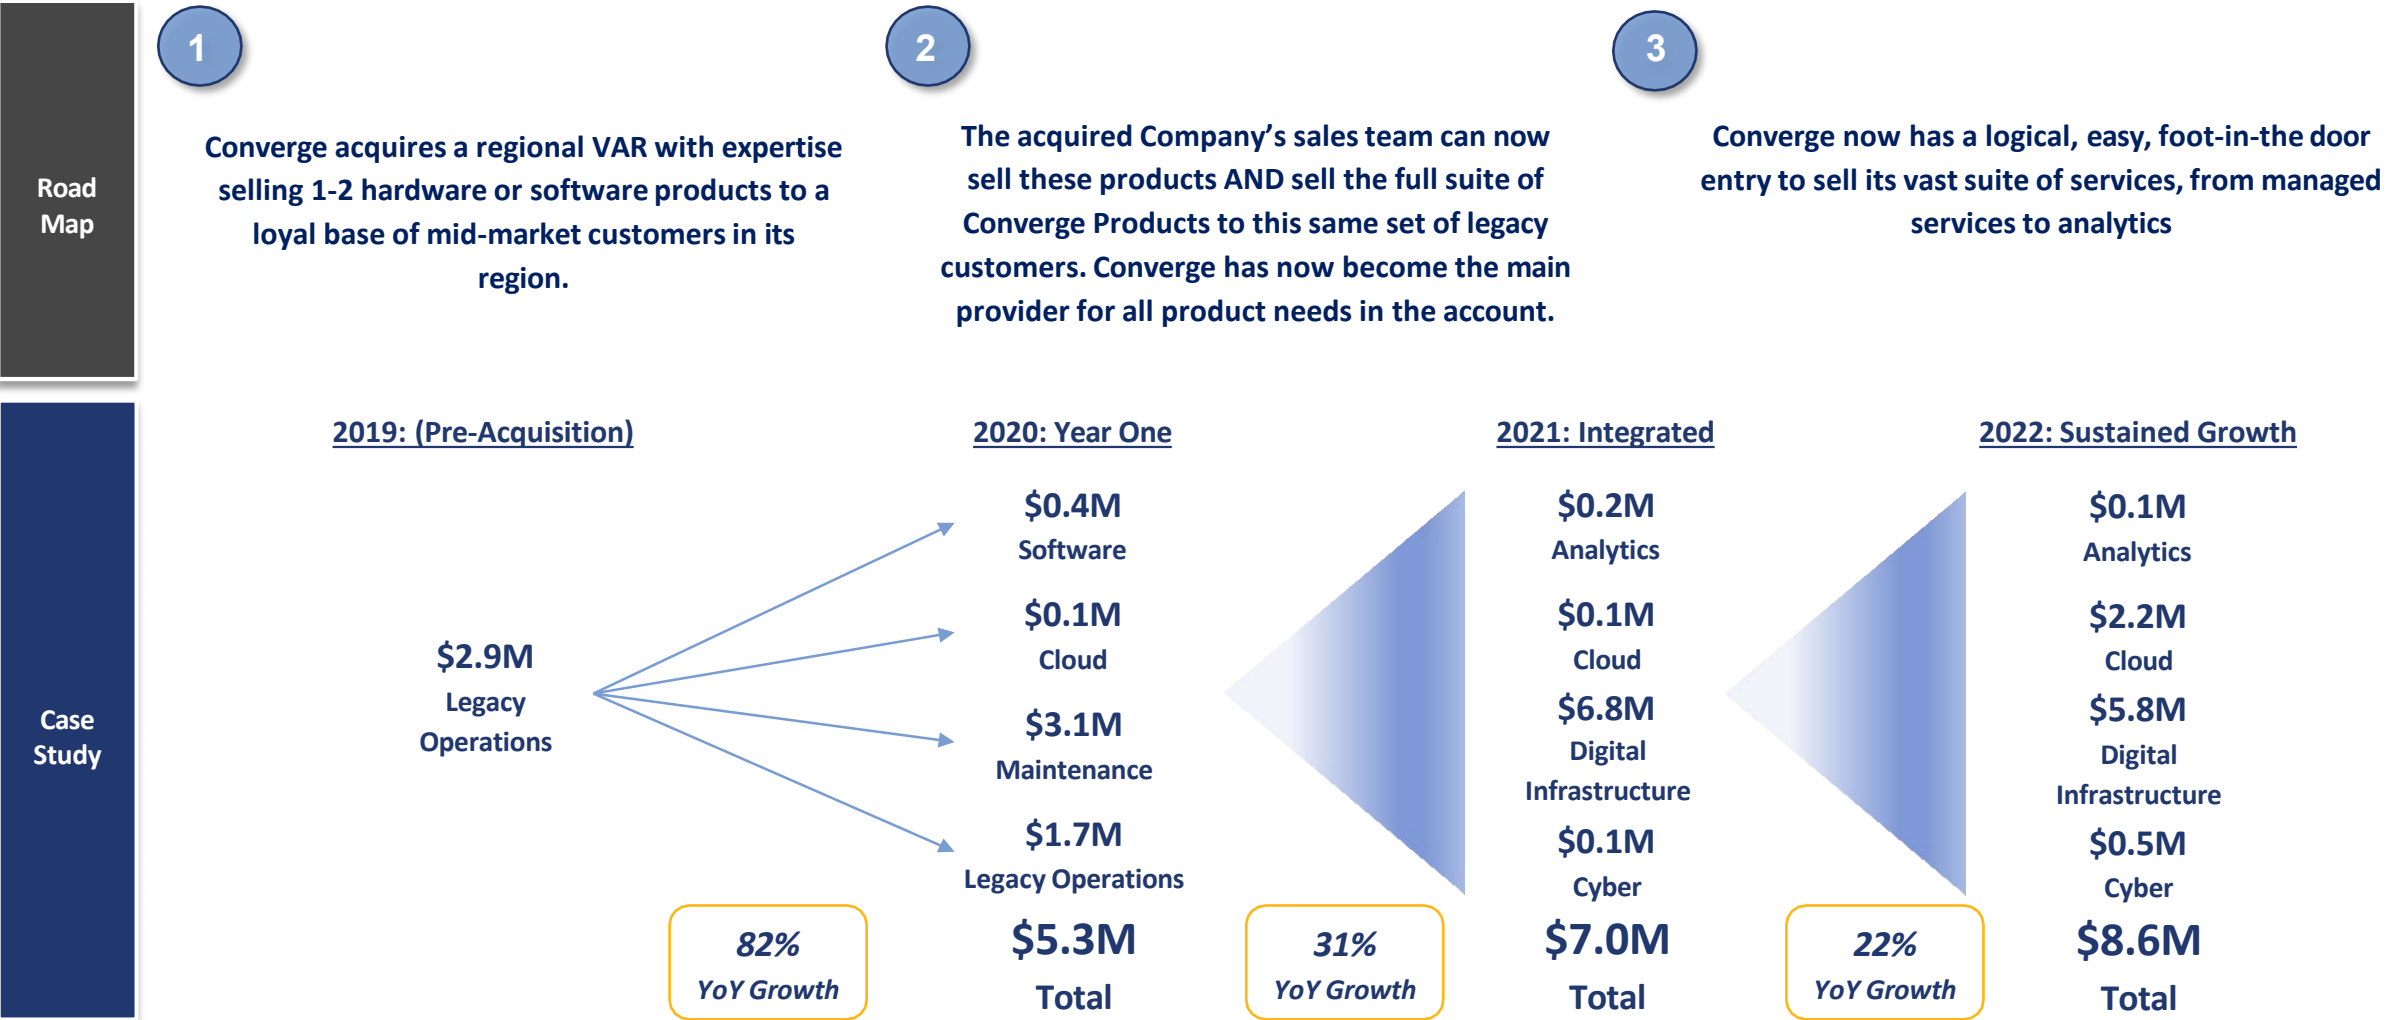 Road
Map
1
Converge acquires a regional VAR with expertise
selling 1-2 hardware or software products to a
loyal base of mid-market customers in its
region.
2
The acquired Company’s sales team can now
sell these products AND sell the full suite of
Converge Products to this same set of legacy
customers. Converge has now become the main
provider for all product needs in the account.
3
Converge now has a logical, easy, foot-in-the door
entry to sell its vast suite of services, from managed
services to analytics
Case
Study
2019: (Pre-Acquisition)
$2.9M
Legacy
Operations
82%
YoY Growth
2020: Year One
$0.4M
Software
$0.1M
Cloud
$3.1M
Maintenance
$1.7M
Legacy Operations
$5.3M
Total
31%
YoY Growth
2021: Integrated
$0.2M
Analytics
$0.1M
Cloud
$6.8M
Digital
Infrastructure
$0.1M
Cyber
$7.0M
Total
22%
YoY Growth
2022: Sustained Growth
$0.1M
Analytics
$2.2M
Cloud
$5.8M
Digital
Infrastructure
$0.5M
Cyber
$8.6M
Total